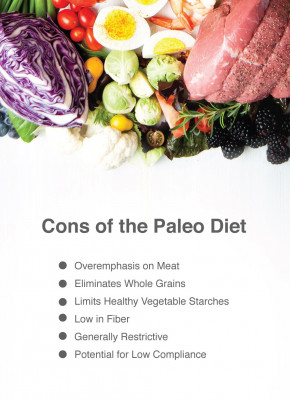 Cons of the Paleo Diet
● Overemphasis on Meat
● Eliminates Whole Grains
● Limits Healthy Vegetable Starches
● Low in Fiber
● Generally Restrictive
● Potential for Low Compliance